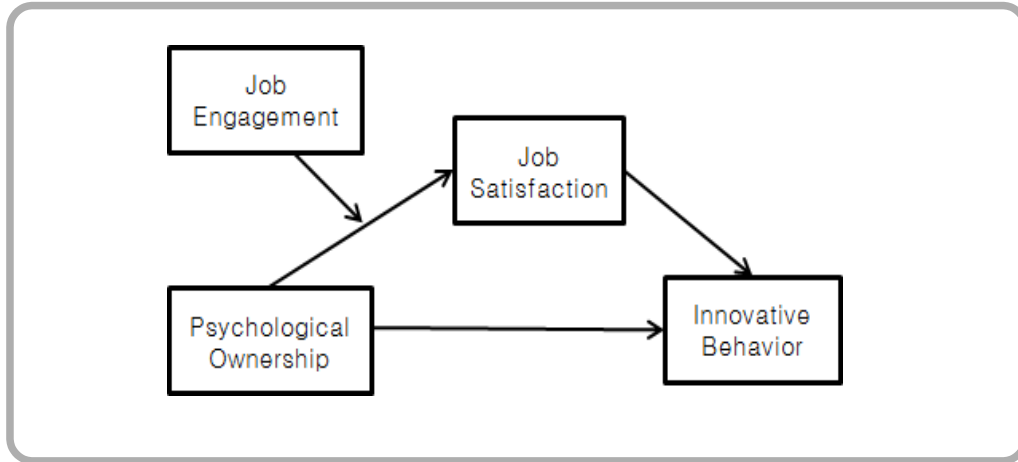 Job
Engagement
Job
Satisfaction
Psychological
Ownership
Innovative
Behavior